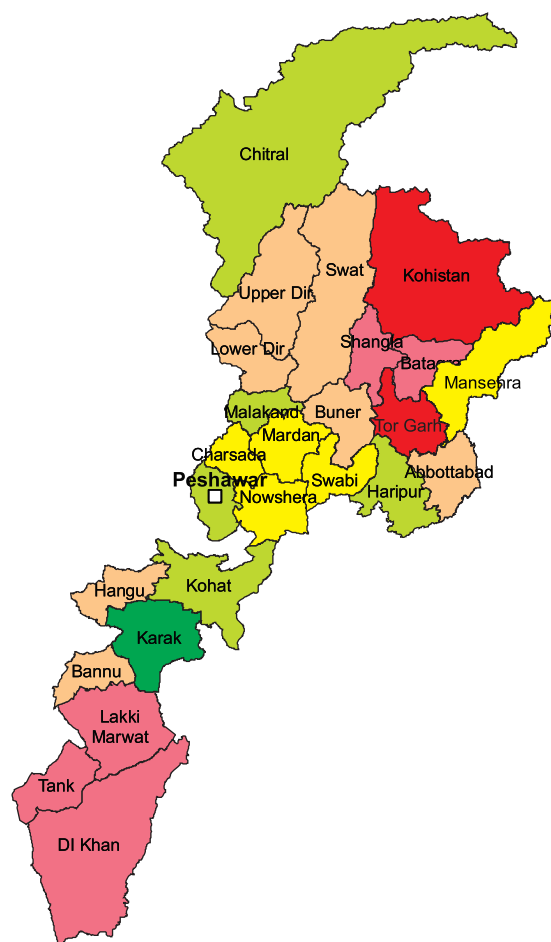 Chitral
Swat
Kohistan
Upper Dir
Shangla
Lower Dir
Batag
Mansehra
Malakand
Buner
Tor Garh
Mardan
Charsada
Abbottabad
Peshawar
Swabi
Haripur
Nowshera
Hangu
Kohat
Karak
Bannu
Lakki
Marwat
Tank
DI Khan